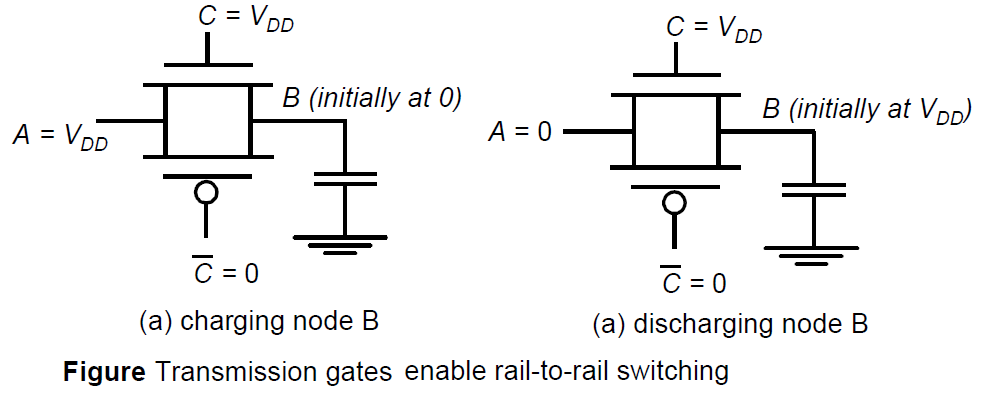 C = VDD
B (initially at 0)
A = VDD
C̅ = 0
(a) charging node B
C = VDD
B (initially at VDD)
A = 0
C̅ = 0
(a) discharging node B
Figure Transmission gates enable rail-to-rail switching